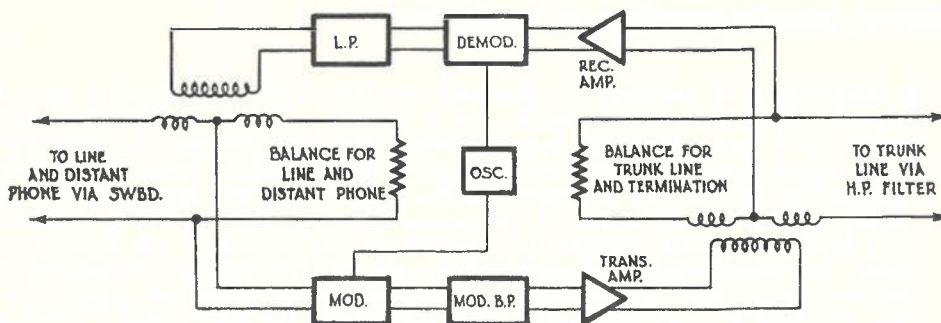 L.P.
DEMOD.
REC.
AMP.
TO LINE
AND DISTANT
PHONE VIA SWBD.
BALANCE FOR
LINE AND
DISTANT PHONE
OSC.
BALANCE FOR
TRUNK LINE
AND TERMINATION
TO TRUNK
LINE VIA
H.P. FILTER
MOD.
MOD. B.P.
TRANS.
AMP.